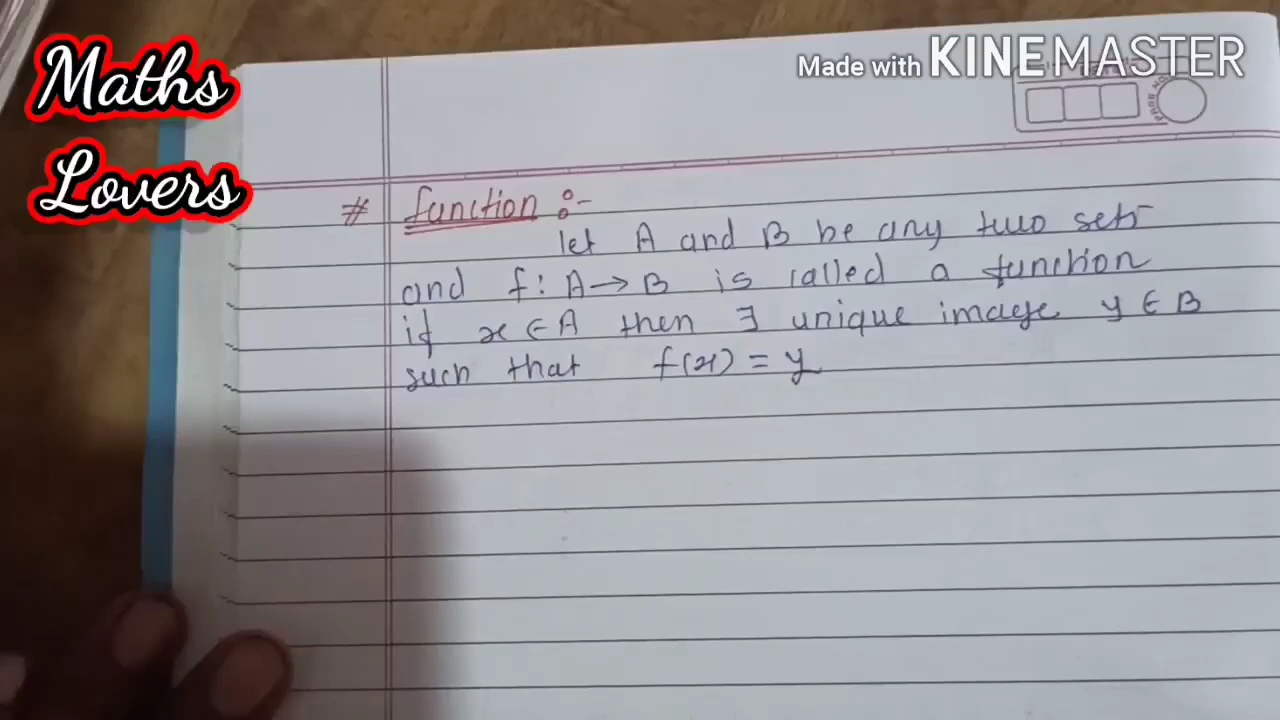 Maths
Lovers
Made with KINEMASTER
# function :-
let A and B be any two sets
and f: A → B is called a function
if x ∈ A then ∃ unique image y ∈ B
such that f(x) = y